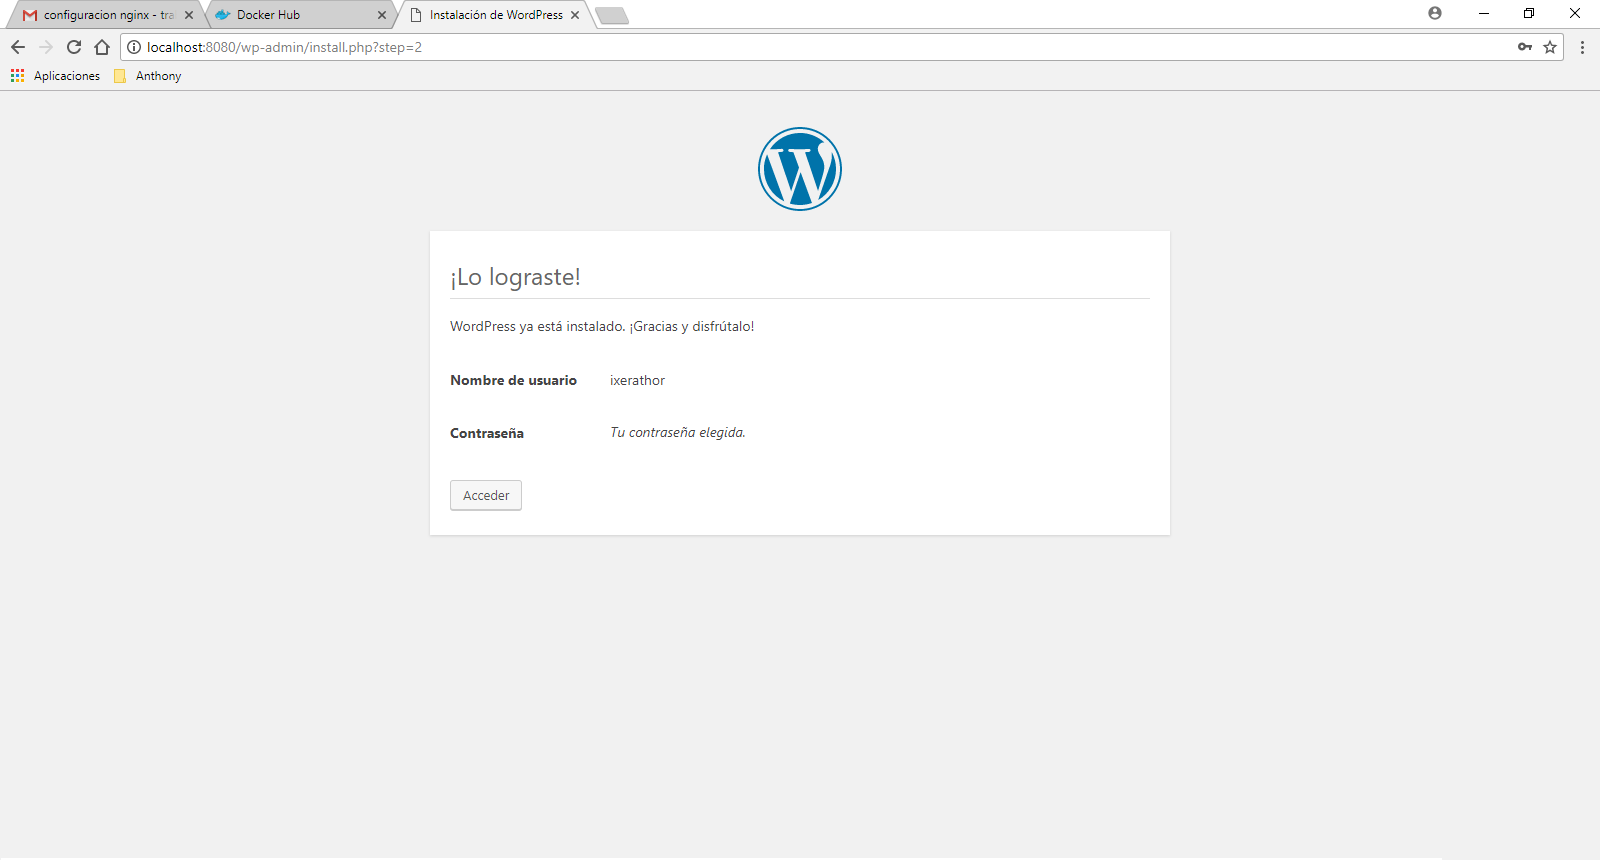 configuracion nginx - tra
Docker Hub
Instalación de WordPress
localhost:8080/wp-admin/install.php?step=2
Aplicaciones
Anthony
¡Lo lograste!
WordPress ya está instalado. ¡Gracias y disfrútalo!
Nombre de usuario ixerathor
Contraseña Tu contraseña elegida.
Acceder